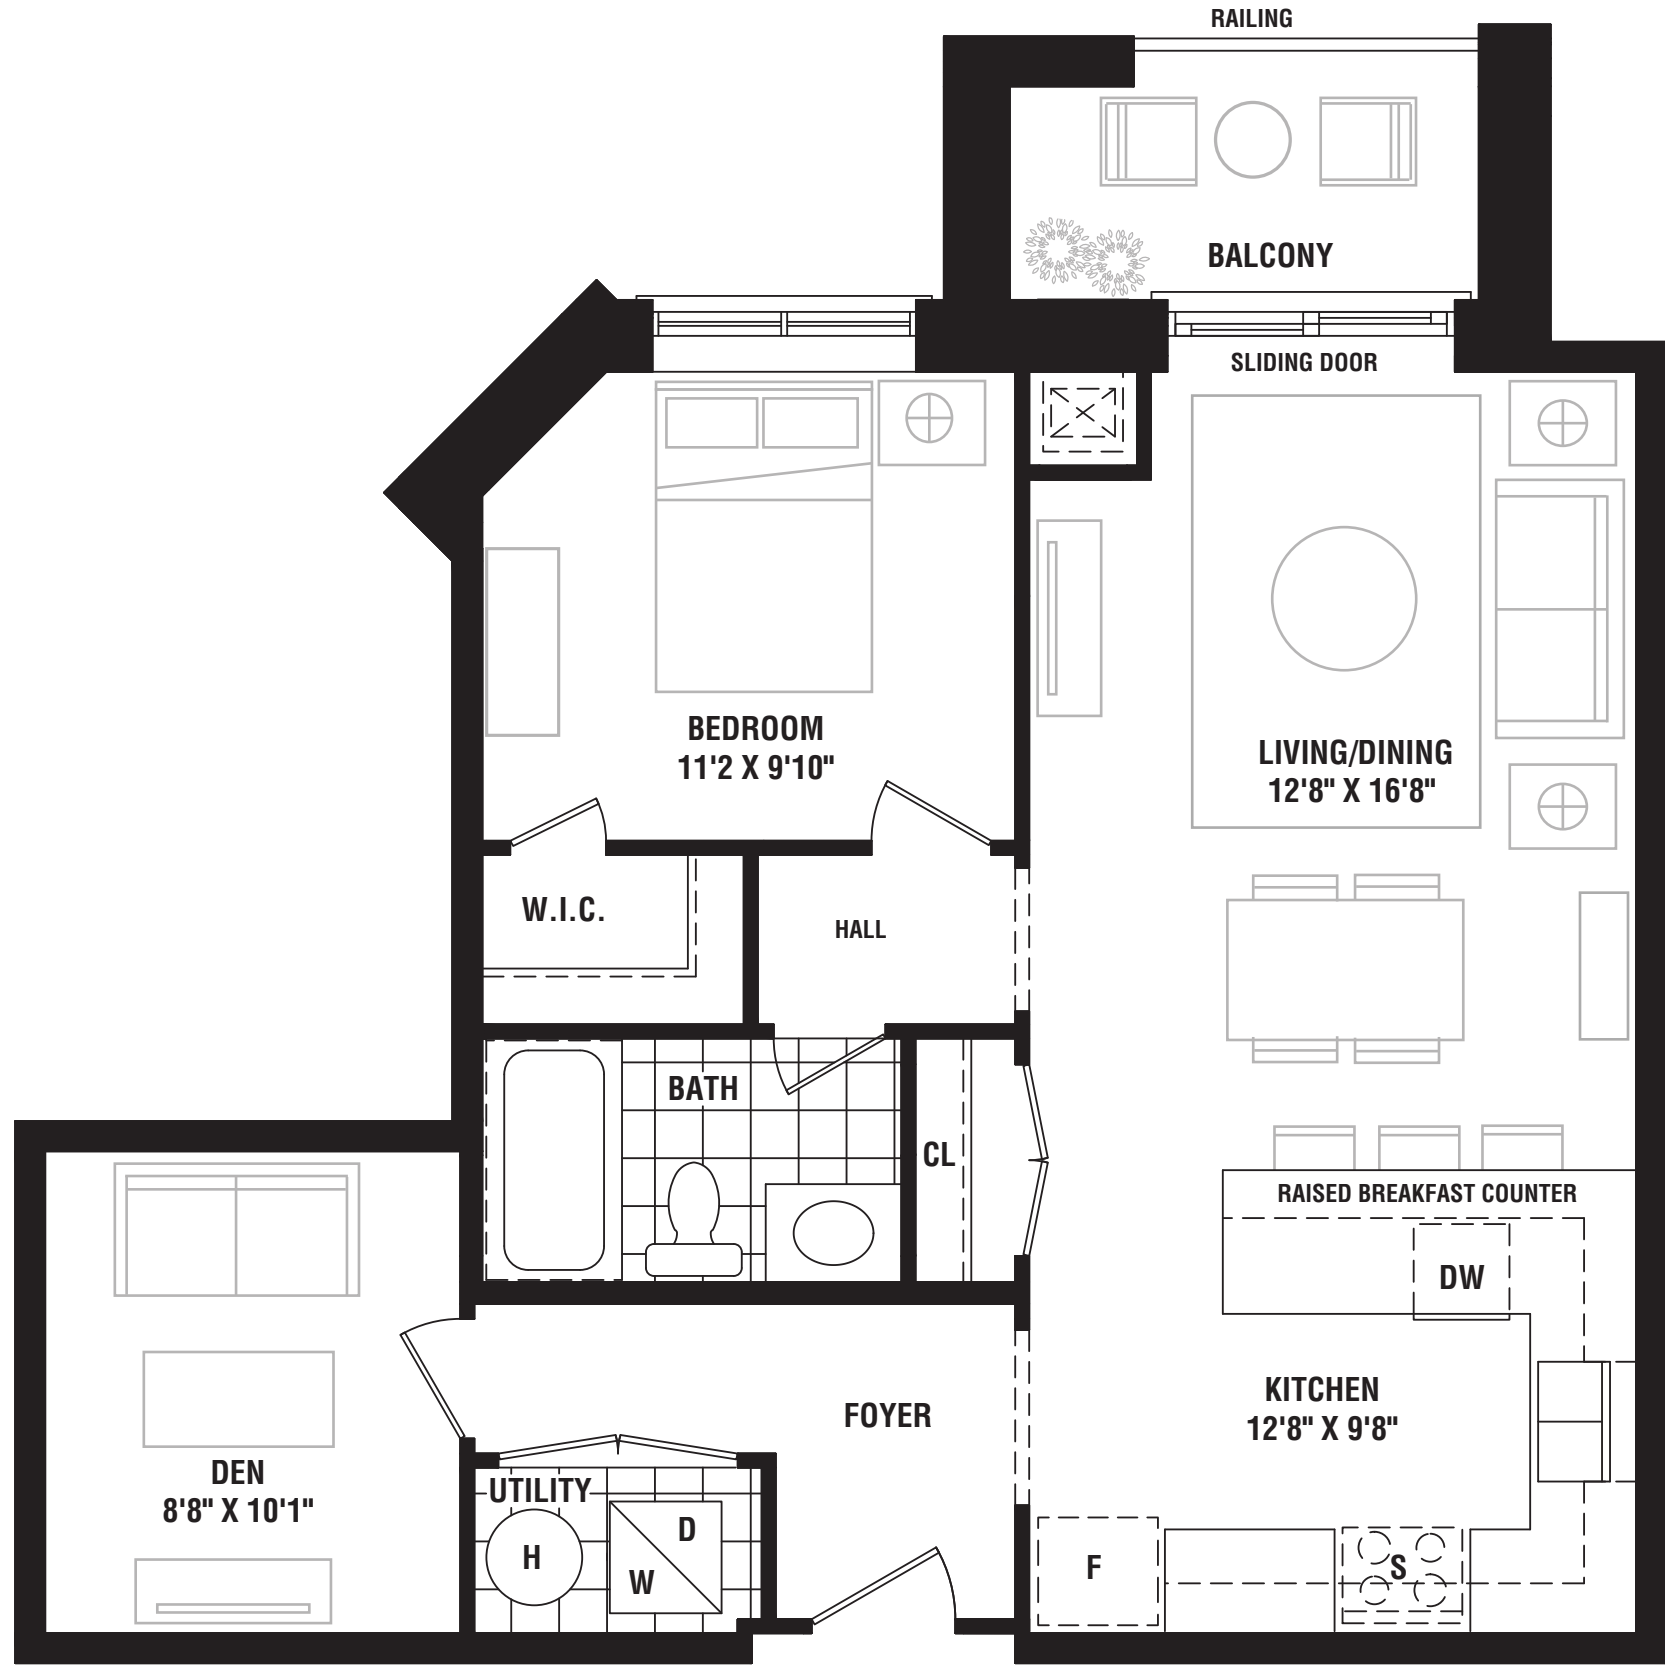 RAILING
BALCONY
SLIDING DOOR
BEDROOM
11'2 X 9'10"
LIVING/DINING
12'8" X 16'8"
W.I.C.
HALL
BATH
CL
RAISED BREAKFAST COUNTER
DW
KITCHEN
12'8" X 9'8"
FOYER
DEN
8'8" X 10'1"
UTILITY
H
D
W
F
S